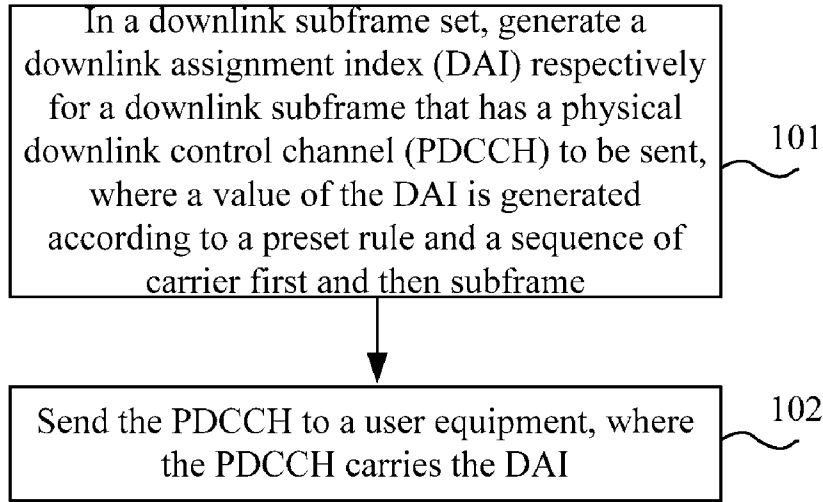 In a downlink subframe set, generate a
downlink assignment index (DAI) respectively
for a downlink subframe that has a physical
downlink control channel (PDCCH) to be sent,
where a value of the DAI is generated
according to a preset rule and a sequence of
carrier first and then subframe
101
Send the PDCCH to a user equipment, where
the PDCCH carries the DAI
102